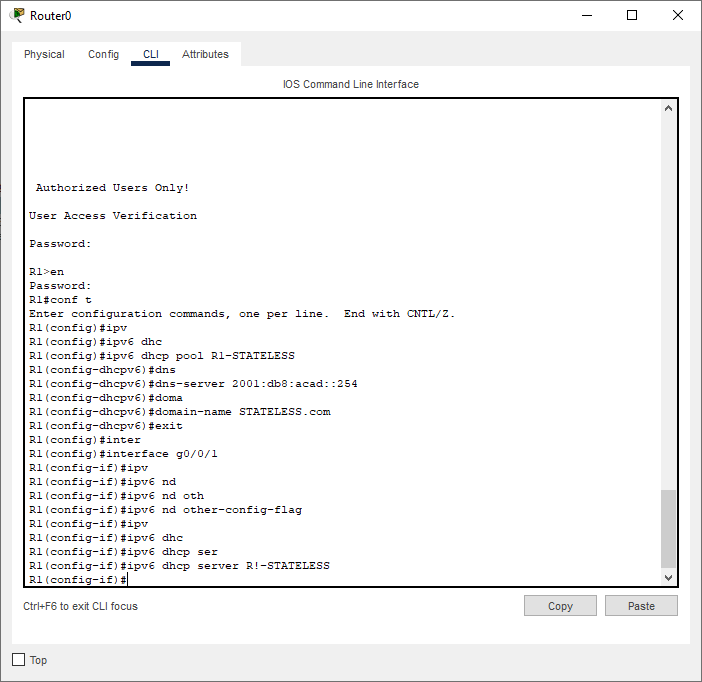 Router0
Physical Config CLI Attributes
IOS Command Line Interface
Authorized Users Only!
User Access Verification
Password:
R1>en
Password:
R1#conf t
Enter configuration commands, one per line.  End with CNTL/Z.
R1(config)#ipv
R1(config)#ipv6 dhc
R1(config)#ipv6 dhcp pool R1-STATELESS
R1(config-dhcpv6)#dns
R1(config-dhcpv6)#dns-server 2001:db8:acad::254
R1(config-dhcpv6)#doma
R1(config-dhcpv6)#domain-name STATELESS.com
R1(config-dhcpv6)#exit
R1(config)#inter
R1(config)#interface g0/0/1
R1(config-if)#ipv
R1(config-if)#ipv6 nd
R1(config-if)#ipv6 nd oth
R1(config-if)#ipv6 nd other-config-flag
R1(config-if)#ipv
R1(config-if)#ipv6 dhc
R1(config-if)#ipv6 dhcp ser
R1(config-if)#ipv6 dhcp server R!-STATELESS
R1(config-if)#
Ctrl+F6 to exit CLI focus Copy Paste
Top